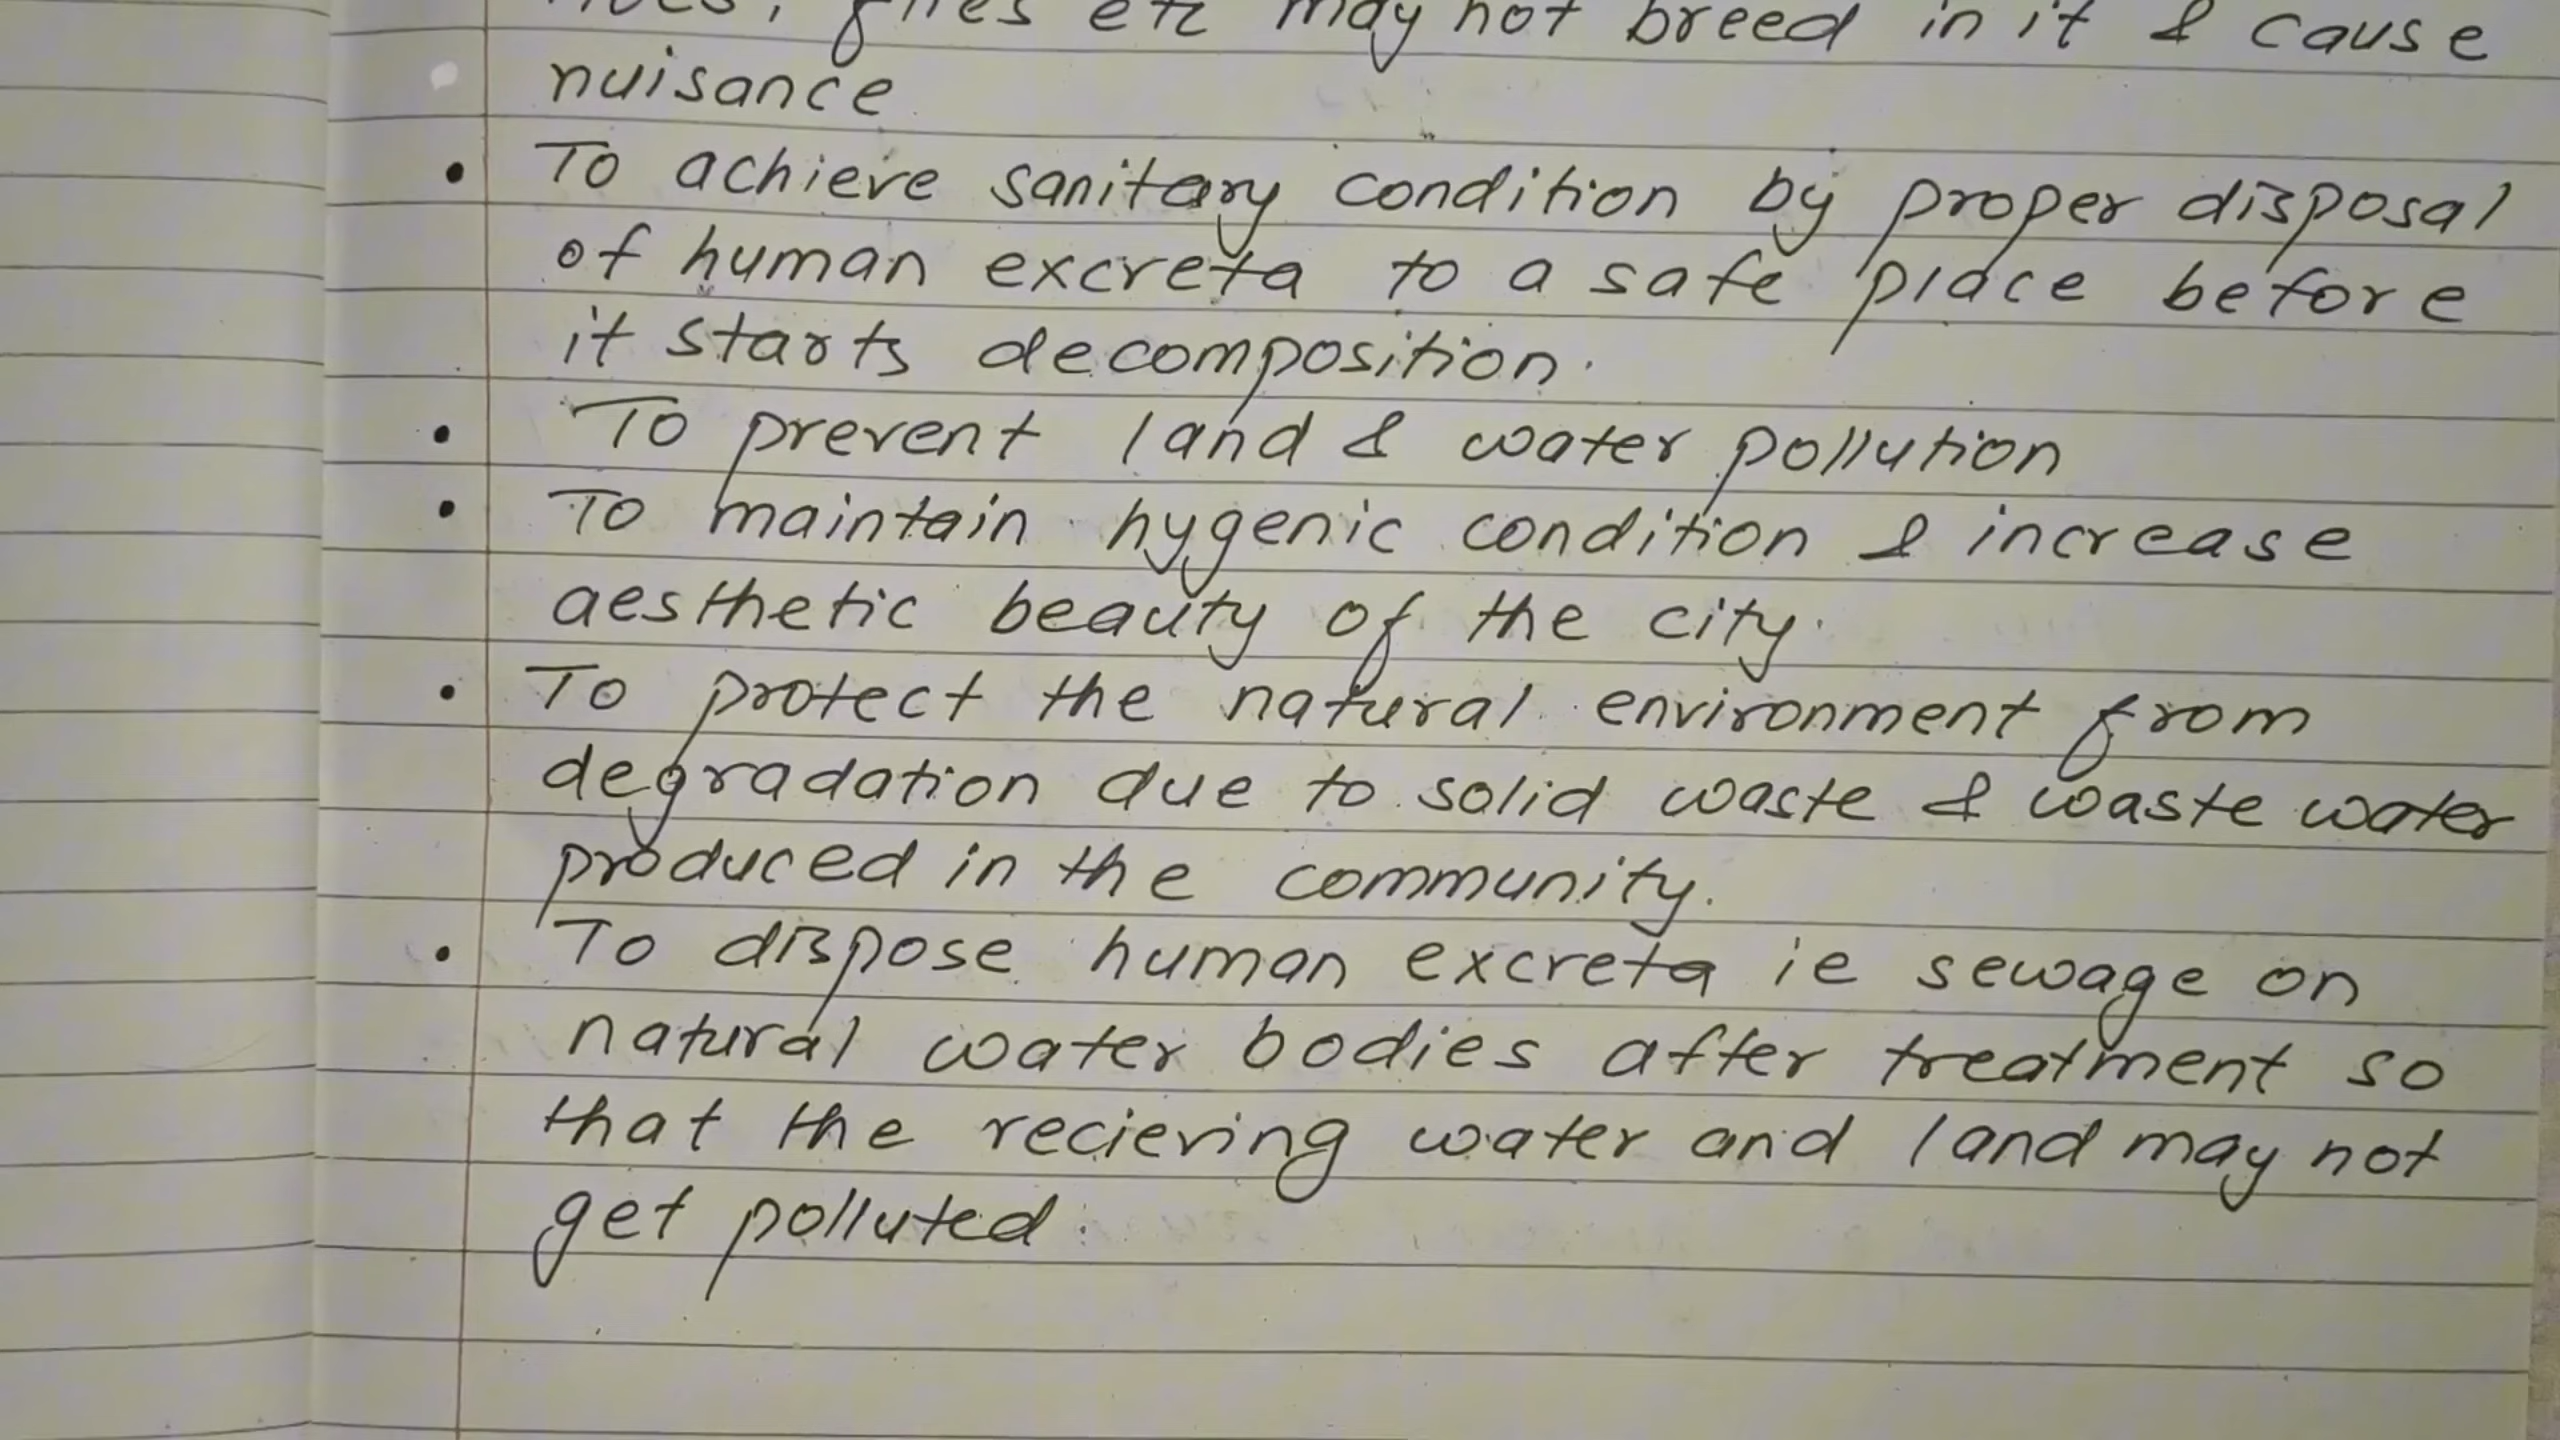 flies etc may not breed in it & cause
nuisance
• To achieve sanitary condition by proper disposal
of human excreta to a safe place before
it starts decomposition.
• To prevent land & water pollution
• To maintain hygenic condition & increase
aesthetic beauty of the city.
• To protect the natural environment from
degradation due to solid waste & waste water
produced in the community.
• To dispose human excreta ie sewage on
natural water bodies after treatment so
that the recieving water and land may not
get polluted.